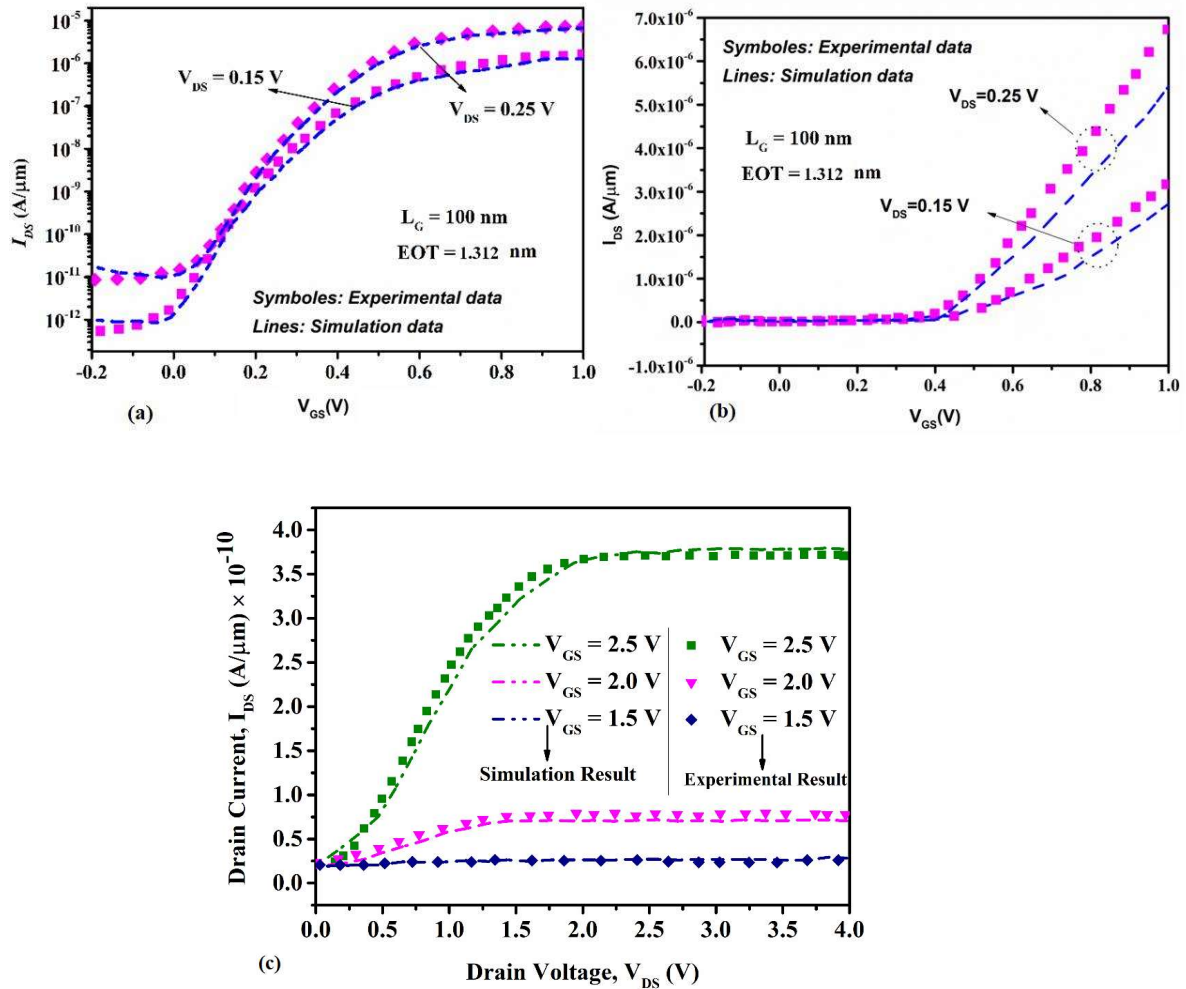 10⁻⁵
10⁻⁶
10⁻⁷
10⁻⁸
10⁻⁹
10⁻¹⁰
10⁻¹¹
10⁻¹²
I_DS (A/μm)
V_DS = 0.15 V
V_DS = 0.25 V
L_G = 100 nm
EOT = 1.312 nm
Symboles: Experimental data
Lines: Simulation data
-0.2 0.0 0.2 0.4 0.6 0.8 1.0
V_GS(V)
(a)
7.0x10⁻⁶
6.0x10⁻⁶
5.0x10⁻⁶
4.0x10⁻⁶
3.0x10⁻⁶
2.0x10⁻⁶
1.0x10⁻⁶
0.0
-1.0x10⁻⁶
I_DS (A/μm)
Symboles: Experimental data
Lines: Simulation data
V_DS=0.25 V
L_G = 100 nm
EOT = 1.312 nm
V_DS=0.15 V
-0.2 0.0 0.2 0.4 0.6 0.8 1.0
V_GS(V)
(b)
Drain Current, I_DS (A/μm) × 10⁻¹⁰
4.0
3.5
3.0
2.5
2.0
1.5
1.0
0.5
0.0
V_GS = 2.5 V V_GS = 2.5 V
V_GS = 2.0 V V_GS = 2.0 V
V_GS = 1.5 V V_GS = 1.5 V
Simulation Result Experimental Result
0.0 0.5 1.0 1.5 2.0 2.5 3.0 3.5 4.0
(c)
Drain Voltage, V_DS (V)